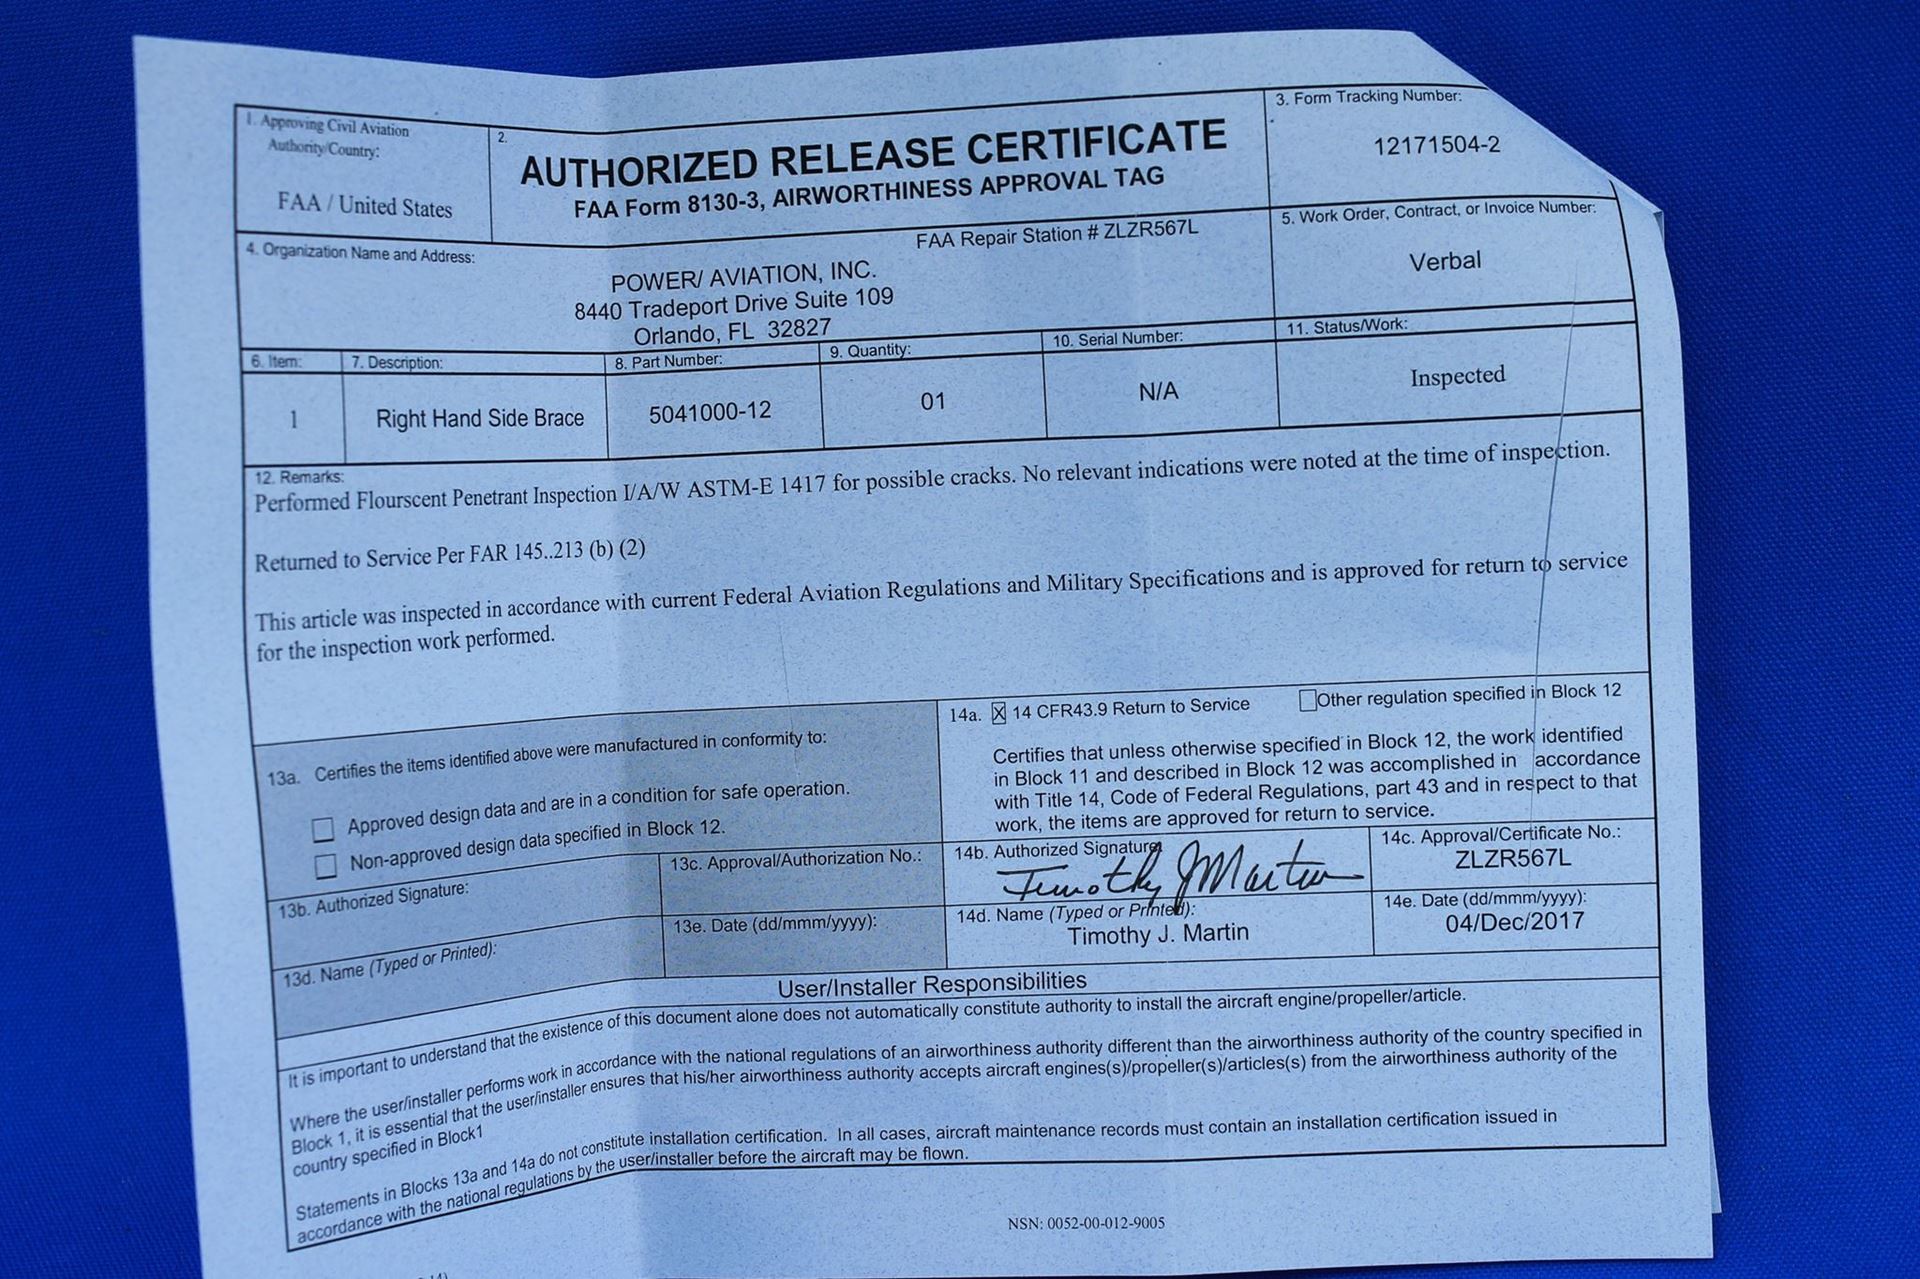 1. Approving Civil Aviation
Authority/Country:
FAA / United States
2.
AUTHORIZED RELEASE CERTIFICATE
FAA Form 8130-3, AIRWORTHINESS APPROVAL TAG
3. Form Tracking Number:
12171504-2
4. Organization Name and Address:
FAA Repair Station # ZLZR567L
POWER/ AVIATION, INC.
8440 Tradeport Drive Suite 109
Orlando, FL 32827
5. Work Order, Contract, or Invoice Number:
Verbal
6. Item:
7. Description:
8. Part Number:
9. Quantity:
10. Serial Number:
11. Status/Work:
1
Right Hand Side Brace
5041000-12
01
N/A
Inspected
12. Remarks:
Performed Flourscent Penetrant Inspection I/A/W ASTM-E 1417 for possible cracks. No relevant indications were noted at the time of inspection.
Returned to Service Per FAR 145..213 (b) (2)
This article was inspected in accordance with current Federal Aviation Regulations and Military Specifications and is approved for return to service
for the inspection work performed.
13a. Certifies the items identified above were manufactured in conformity to:
Approved design data and are in a condition for safe operation.
Non-approved design data specified in Block 12.
13b. Authorized Signature:
13c. Approval/Authorization No.:
13d. Name (Typed or Printed):
13e. Date (dd/mmm/yyyy):
14a. X 14 CFR43.9 Return to Service
Other regulation specified in Block 12
Certifies that unless otherwise specified in Block 12, the work identified
in Block 11 and described in Block 12 was accomplished in accordance
with Title 14, Code of Federal Regulations, part 43 and in respect to that
work, the items are approved for return to service.
14b. Authorized Signature
Timothy J Martin
14c. Approval/Certificate No.:
ZLZR567L
14d. Name (Typed or Printed):
Timothy J. Martin
14e. Date (dd/mmm/yyyy):
04/Dec/2017
User/Installer Responsibilities
It is important to understand that the existence of this document alone does not automatically constitute authority to install the aircraft engine/propeller/article.
Where the user/installer performs work in accordance with the national regulations of an airworthiness authority different than the airworthiness authority of the country specified in
Block 1, it is essential that the user/installer ensures that his/her airworthiness authority accepts aircraft engines(s)/propeller(s)/articles(s) from the airworthiness authority of the
country specified in Block1
Statements in Blocks 13a and 14a do not constitute installation certification. In all cases, aircraft maintenance records must contain an installation certification issued in
accordance with the national regulations by the user/installer before the aircraft may be flown.
NSN: 0052-00-012-9005